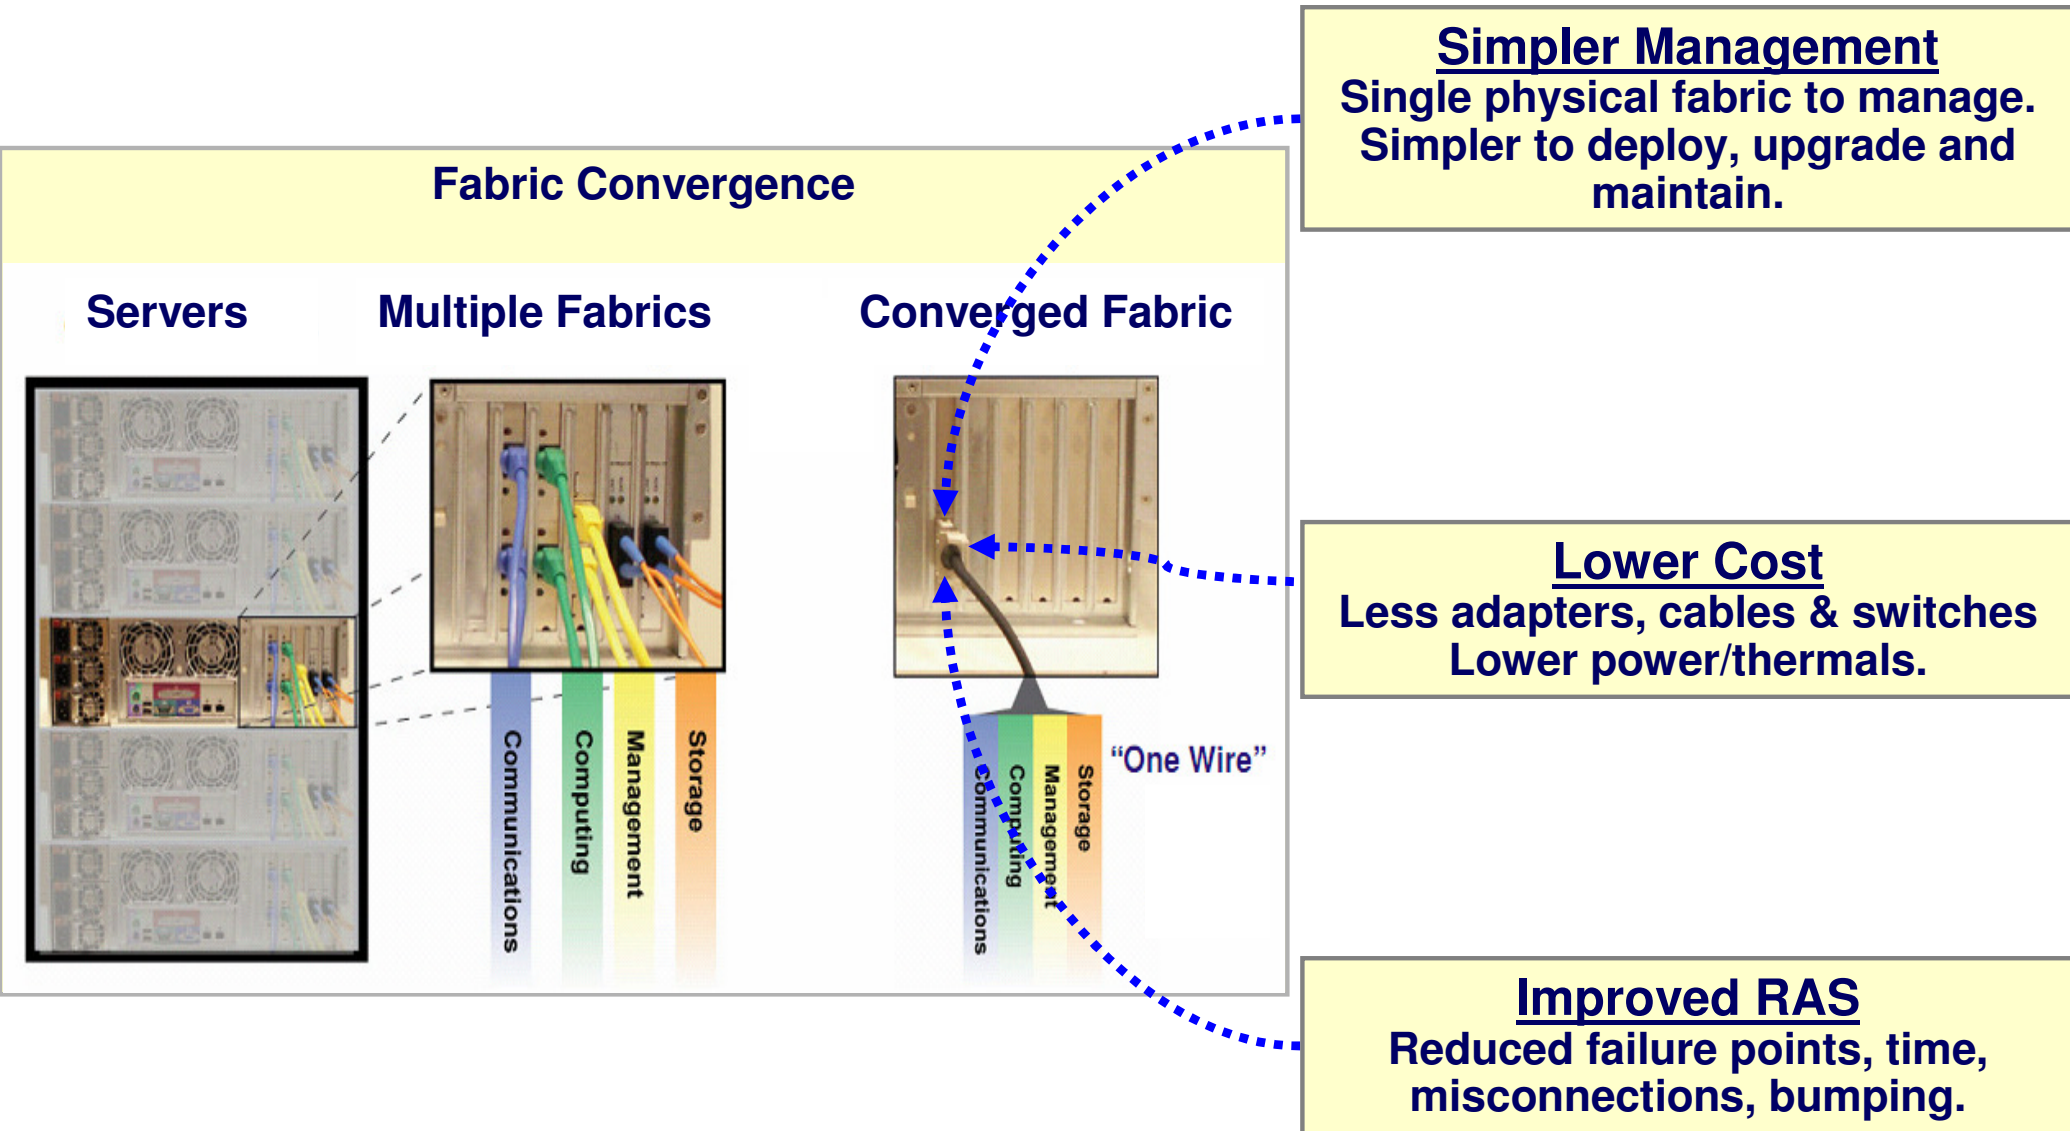 Simpler Management
Single physical fabric to manage.
Simpler to deploy, upgrade and
maintain.
Fabric Convergence
Servers
Multiple Fabrics
Converged Fabric
Communications
Computing
Management
Storage
Communications
Computing
Management
Storage
“One Wire”
Lower Cost
Less adapters, cables & switches
Lower power/thermals.
Improved RAS
Reduced failure points, time,
misconnections, bumping.